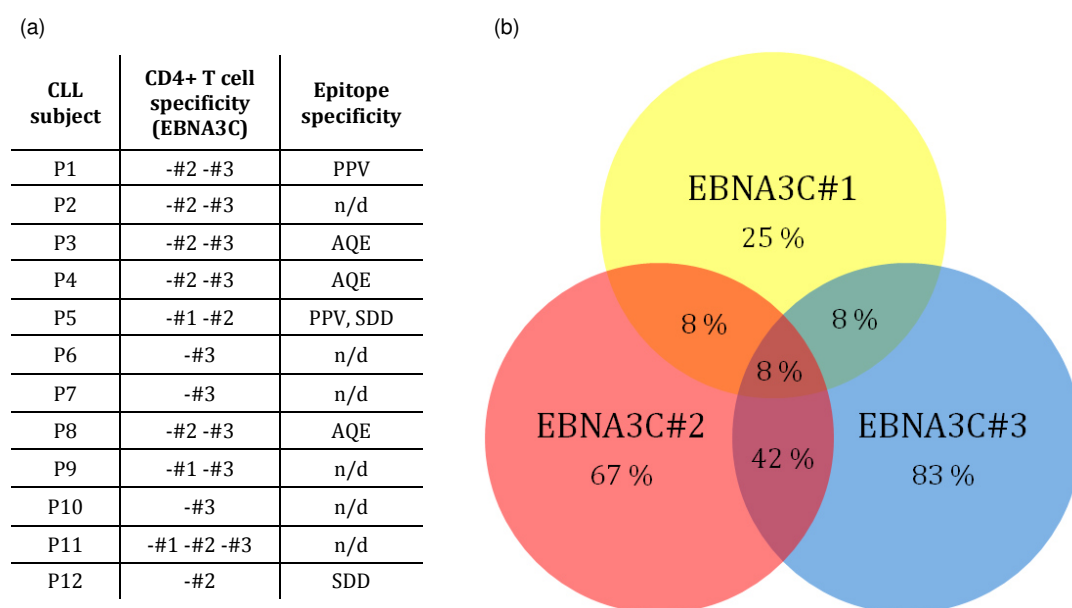 (a)
CLL subject | CD4+ T cell specificity (EBNA3C) | Epitope specificity
P1 | -#2 -#3 | PPV
P2 | -#2 -#3 | n/d
P3 | -#2 -#3 | AQE
P4 | -#2 -#3 | AQE
P5 | -#1 -#2 | PPV, SDD
P6 | -#3 | n/d
P7 | -#3 | n/d
P8 | -#2 -#3 | AQE
P9 | -#1 -#3 | n/d
P10 | -#3 | n/d
P11 | -#1 -#2 -#3 | n/d
P12 | -#2 | SDD
(b)
EBNA3C#1
25 %
8 %
8 %
8 %
EBNA3C#2
67 %
42 %
EBNA3C#3
83 %